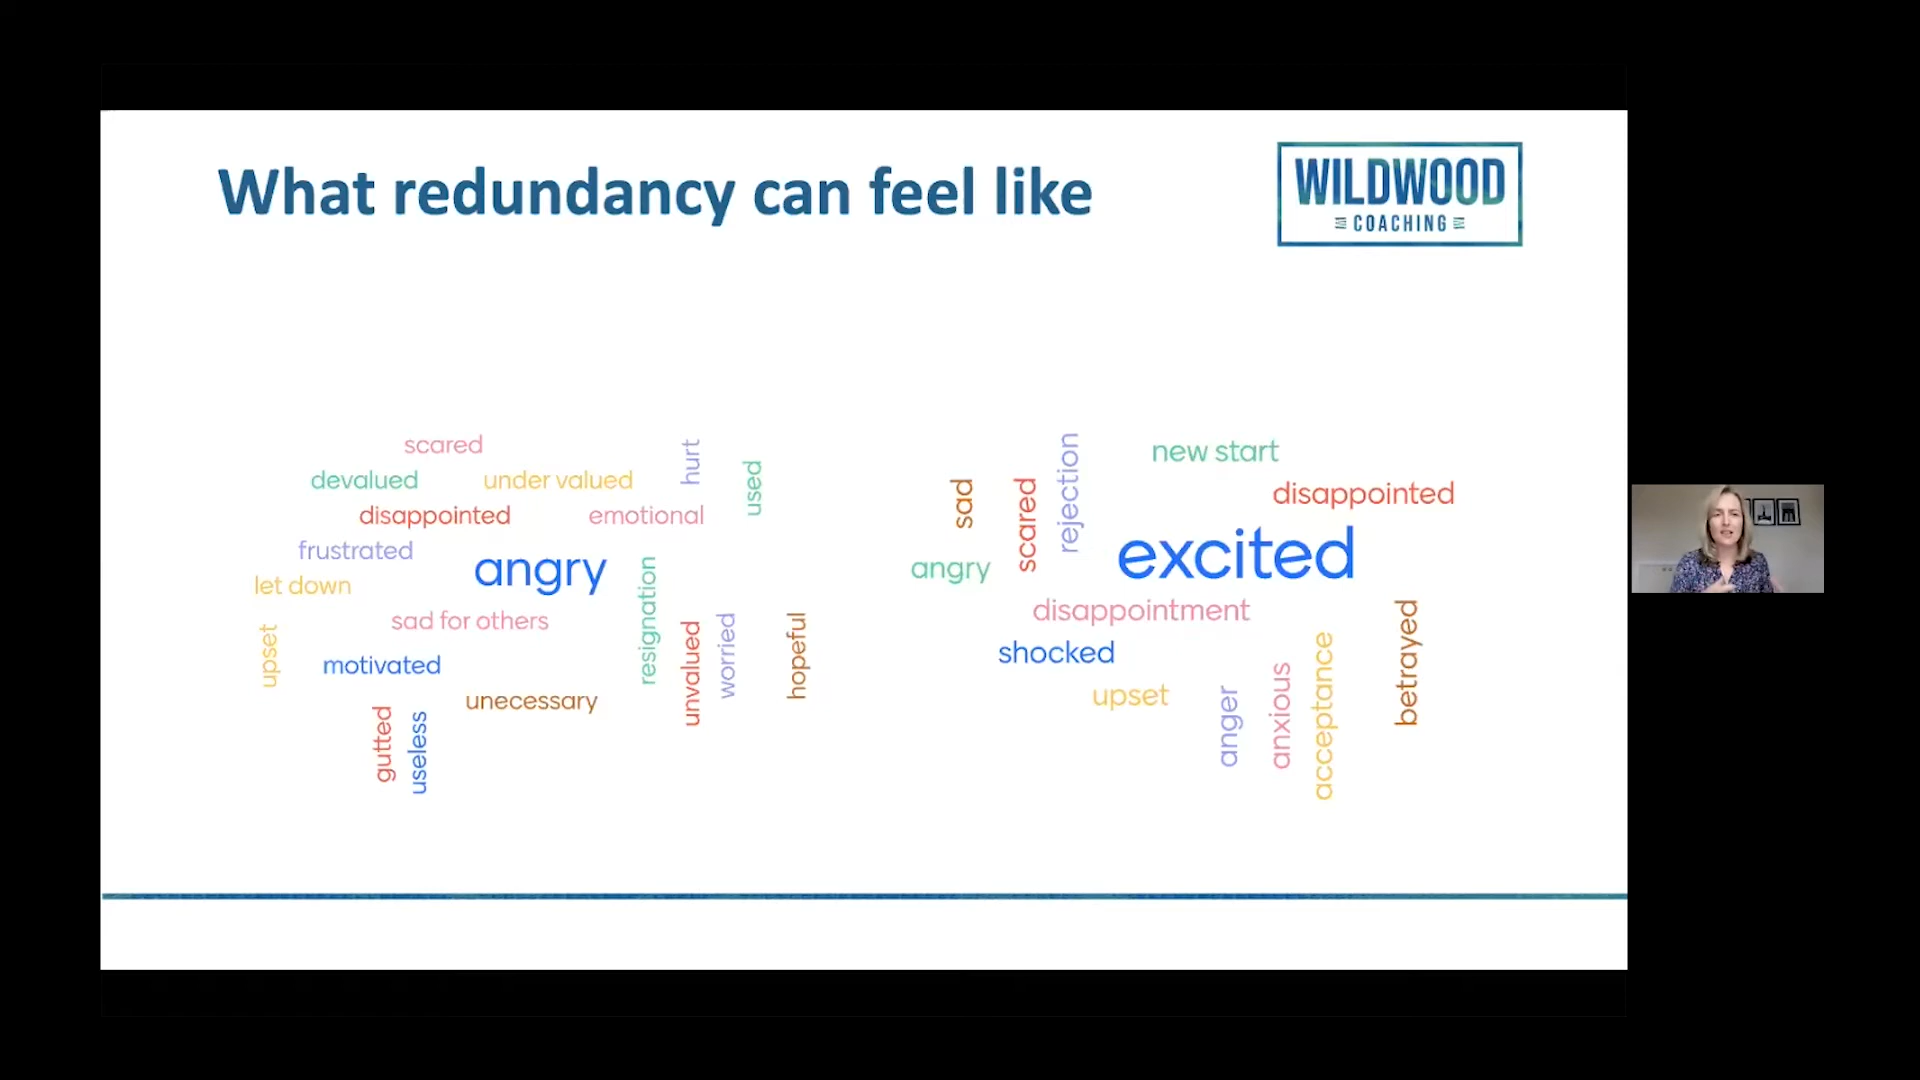 What redundancy can feel like
WILDWOOD
COACHING
scared
hurt
devalued
under valued
used
disappointed
emotional
frustrated
angry
let down
resignation
sad for others
upset
motivated
unvalued
worried
hopeful
unecessary
gutted
useless
rejection
new start
sad
scared
disappointed
angry
excited
disappointment
shocked
betrayed
upset
anger
anxious
acceptance